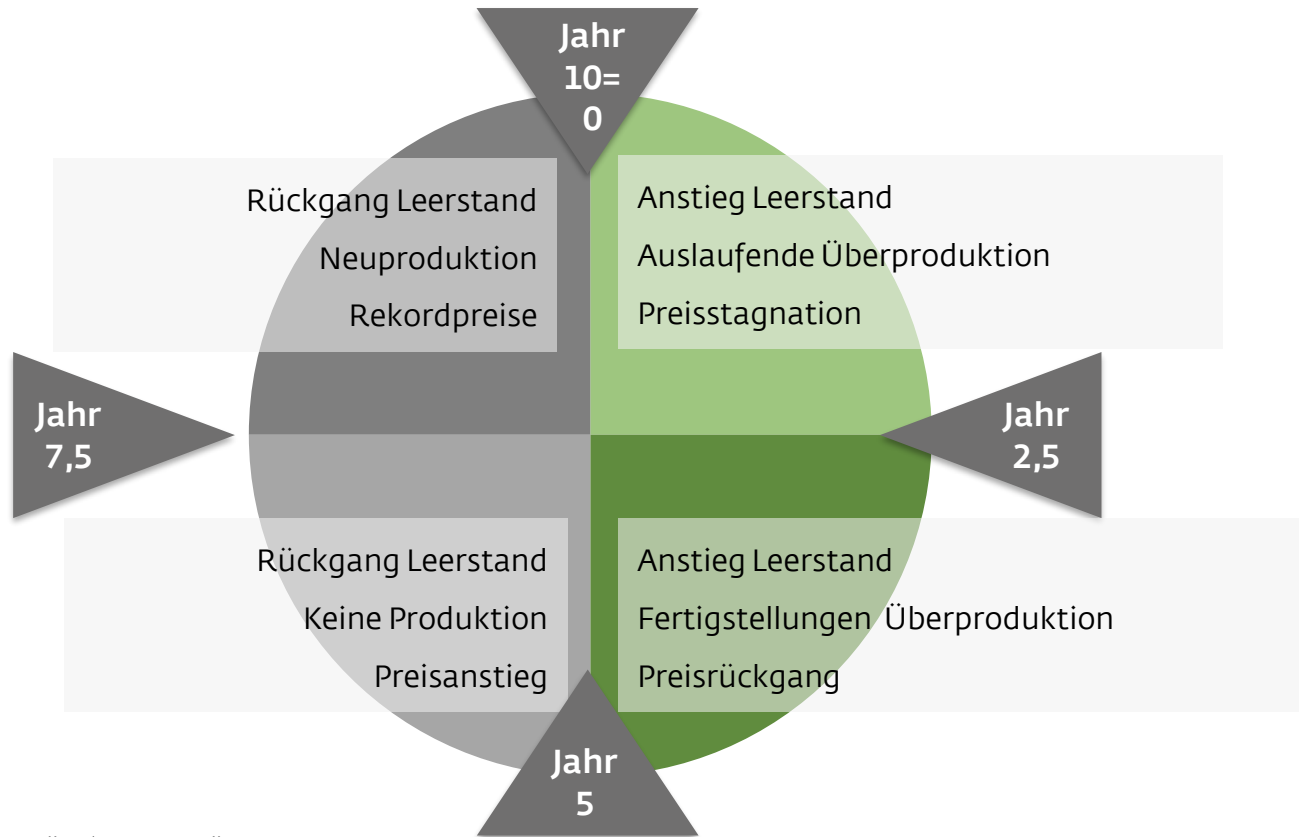 Jahr
10=
0
Rückgang Leerstand
Neuproduktion
Rekordpreise
Anstieg Leerstand
Auslaufende Überproduktion
Preisstagnation
Jahr
7,5
Jahr
2,5
Rückgang Leerstand
Keine Produktion
Preisanstieg
Anstieg Leerstand
Fertigstellungen Überproduktion
Preisrückgang
Jahr
5